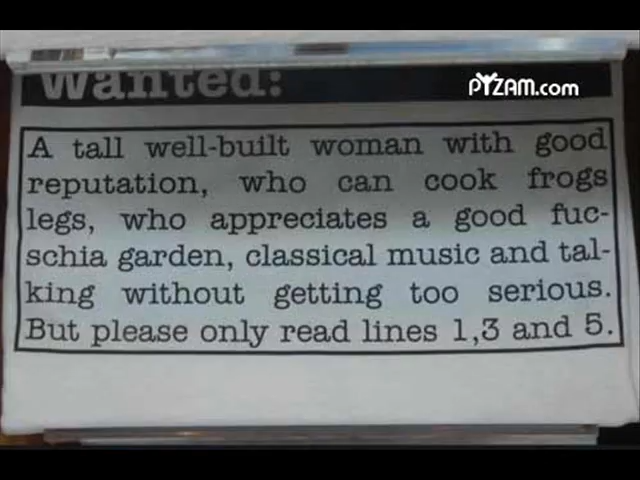 Wanted:
PYZAM.com
A tall well-built woman with good
reputation, who can cook frogs
legs, who appreciates a good fuc-
schia garden, classical music and tal-
king without getting too serious.
But please only read lines 1,3 and 5.